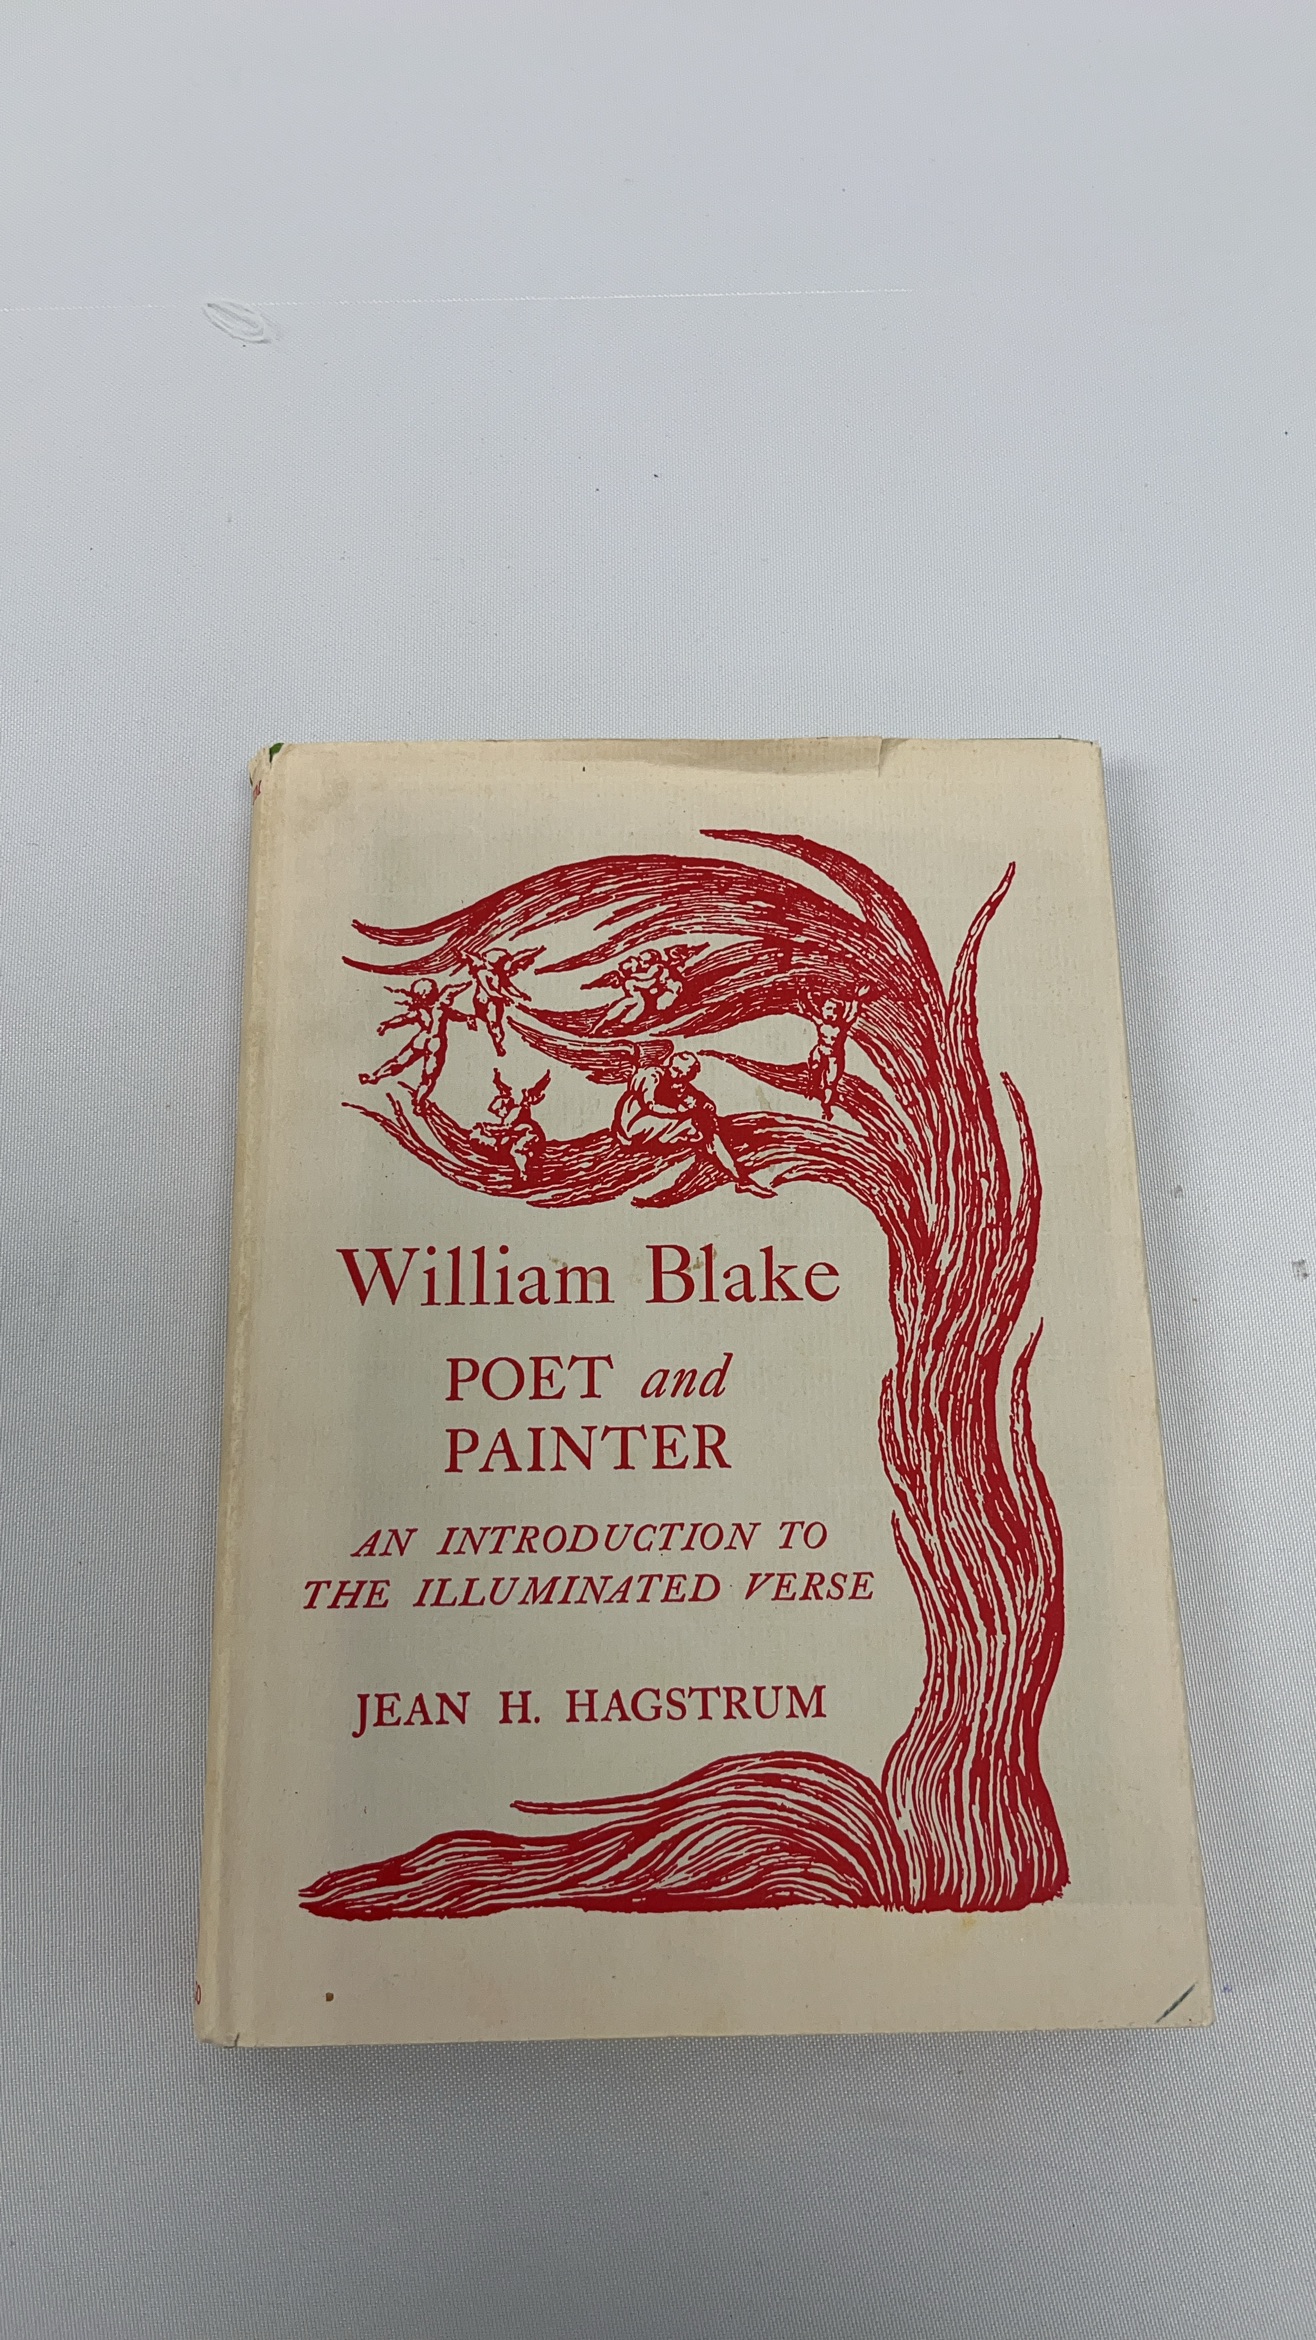 William Blake
POET and
PAINTER
AN INTRODUCTION TO
THE ILLUMINATED VERSE
JEAN H. HAGSTRUM